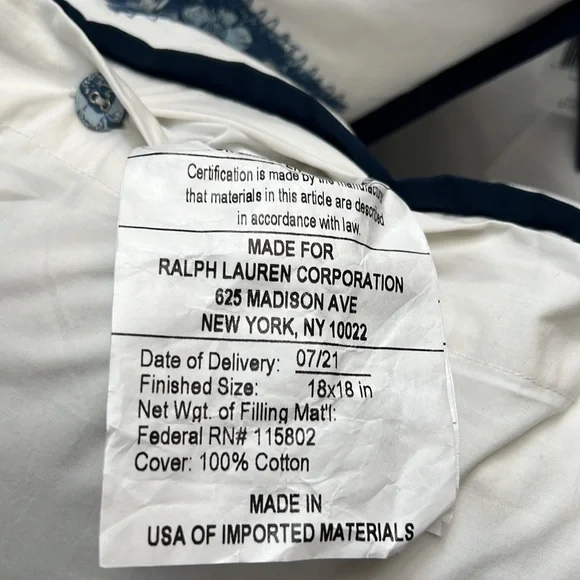 Certification is made by the manufactur
that materials in this article are described
in accordance with law.
MADE FOR
RALPH LAUREN CORPORATION
625 MADISON AVE
NEW YORK, NY 10022
Date of Delivery: 07/21
Finished Size: 18x18 in
Net Wgt. of Filling Mat'l:
Federal RN# 115802
Cover: 100% Cotton
MADE IN
USA OF IMPORTED MATERIALS